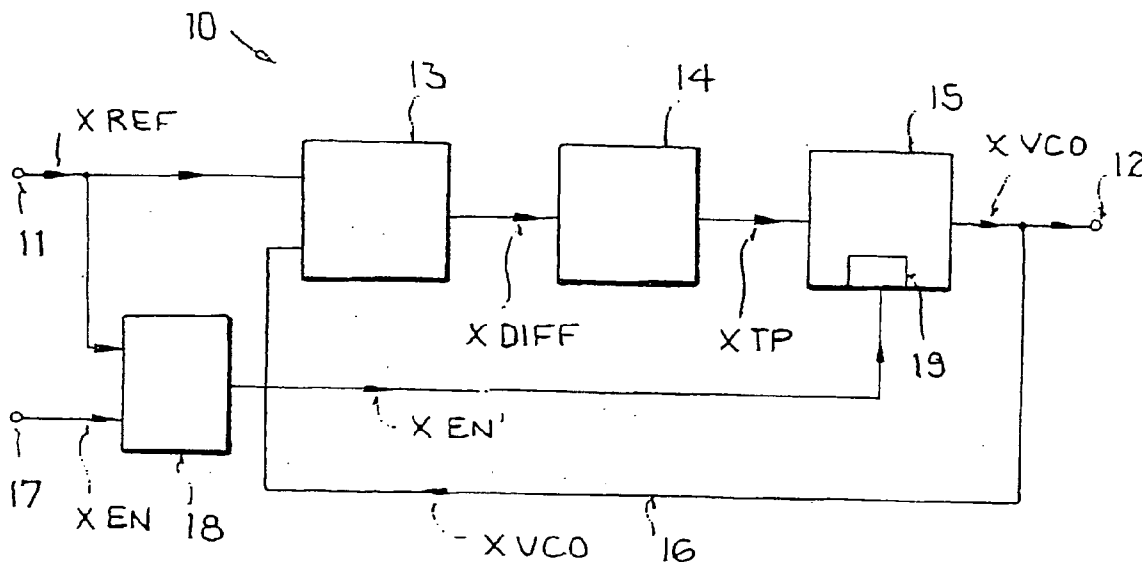 10
13
14
15
X REF
X VCO
12
11
X DIFF
X TP
19
X EN'
17
X EN
18
X VCO
16